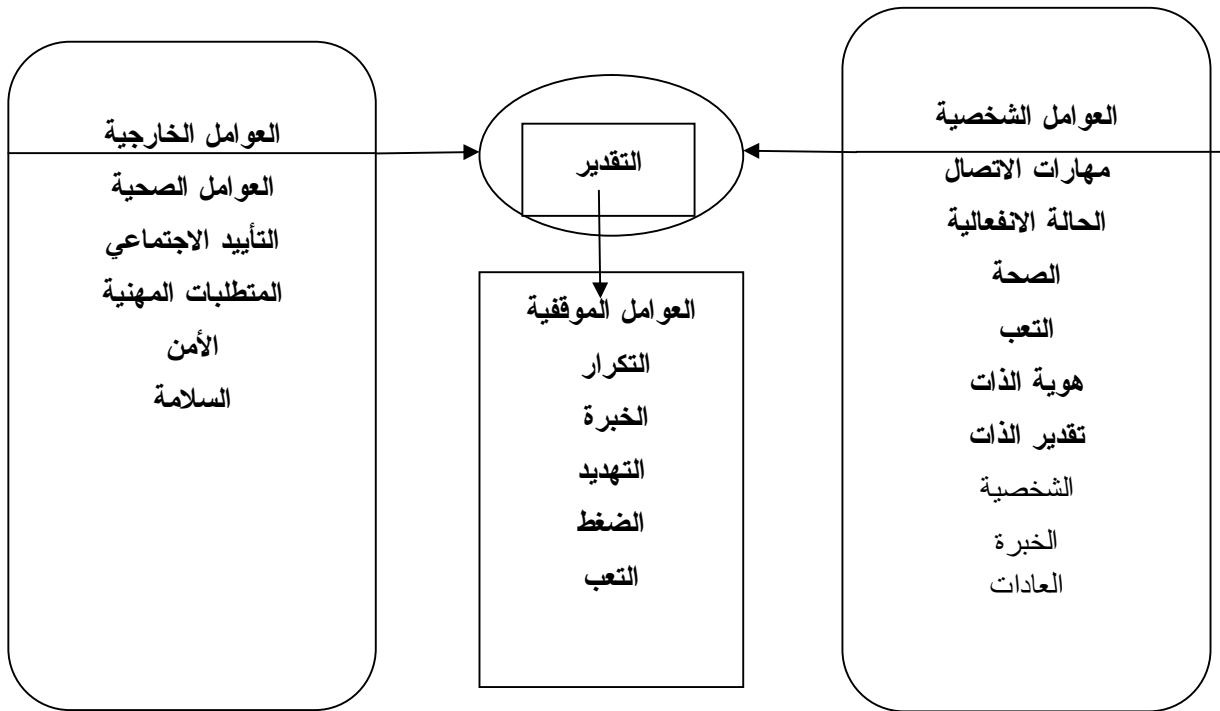 العوامل الشخصية
مهارات الاتصال
الحالة الانفعالية
الصحة
التعب
هوية الذات
تقدير الذات
الشخصية
الخبرة
العادات
التقدير
العوامل الموقفية
التكرار
الخبرة
التهديد
الضغط
التعب
العوامل الخارجية
العوامل الصحية
التأييد الاجتماعي
المتطلبات المهنية
الأمن
السلامة